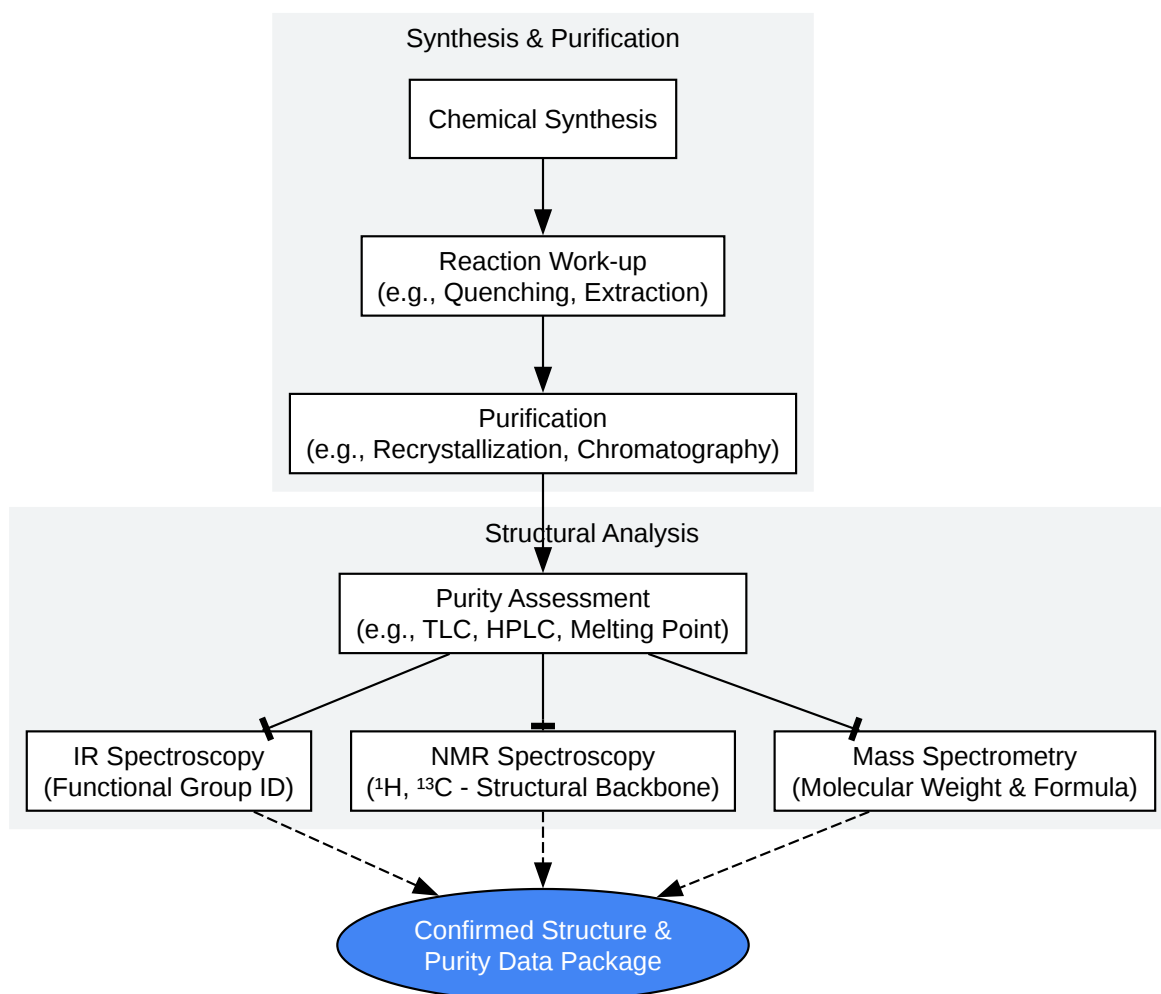 Synthesis & Purification
Chemical Synthesis
Reaction Work-up
(e.g., Quenching, Extraction)
Purification
(e.g., Recrystallization, Chromatography)
Structural Analysis
Purity Assessment
(e.g., TLC, HPLC, Melting Point)
IR Spectroscopy
(Functional Group ID)
NMR Spectroscopy
(¹H, ¹³C - Structural Backbone)
Mass Spectrometry
(Molecular Weight & Formula)
Confirmed Structure &
Purity Data Package